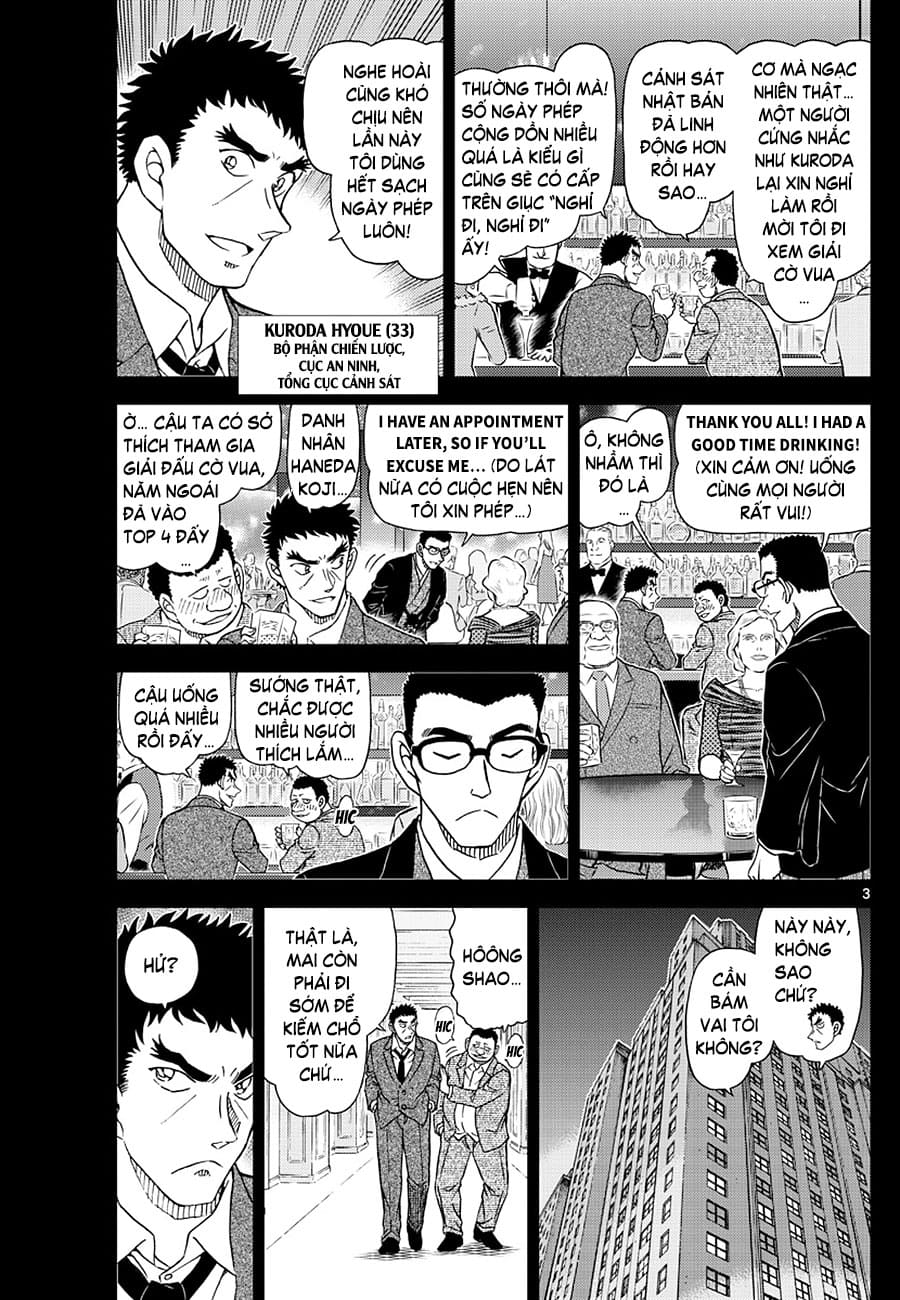 CƠ MÀ NGẠC
NHIÊN THẬT...
MỘT NGƯỜI
CỨNG NHẮC
NHƯ KURODA
LẠI XIN NGHỈ
LÀM RỒI
MỜI TÔI ĐI
XEM GIẢI
CỜ VUA
...
CẢNH SÁT
NHẬT BẢN
ĐÃ LINH
ĐỘNG HƠN
RỒI HAY
SAO...
THƯỜNG THÔI MÀ!
SỐ NGÀY PHÉP
CỘNG DỒN NHIỀU
QUÁ LÀ KIỂU GÌ
CŨNG SẼ CÓ CẤP
TRÊN GIỤC "NGHỈ
ĐI, NGHỈ ĐI"
ẤY!
NGHE HOÀI
CŨNG KHÓ
CHỊU NÊN
LẦN NÀY
TÔI DÙNG
HẾT SẠCH
NGÀY PHÉP
LUÔN!
KURODA HYOUE (33)
BỘ PHẬN CHIẾN LƯỢC,
CỤC AN NINH,
TỔNG CỤC CẢNH SÁT
THANK YOU ALL! I HAD A
GOOD TIME DRINKING!
(XIN CẢM ƠN! UỐNG
CÙNG MỌI NGƯỜI
RẤT VUI!)
Ô, KHÔNG
NHẦM THÌ
ĐÓ LÀ
...
I HAVE AN APPOINTMENT
LATER, SO IF YOU'LL
EXCUSE ME... (DO LÁT
NỮA CÓ CUỘC HẸN NÊN
TÔI XIN PHÉP...)
DANH
NHÂN
HANEDA
KOJI...
Ờ... CẬU TA CÓ SỞ
THÍCH THAM GIA
GIẢI ĐẤU CỜ VUA,
NĂM NGOÁI
ĐÃ VÀO
TOP 4 ĐẤY
...
SƯỚNG THẬT,
CHẮC ĐƯỢC
NHIỀU NGƯỜI
THÍCH LẮM...
HIC
CẬU UỐNG
QUÁ NHIỀU
RỒI ĐẤY...
3
NÀY NÀY,
KHÔNG
SAO
CHỨ?
CẦN
BÁM
VAI TÔI
KHÔNG?
HÔÔNG
SHAO...
HIC
HIC
THẬT LÀ,
MAI CÒN
PHẢI ĐI
SỚM ĐỂ
KIẾM CHỖ
TỐT NỮA
CHỨ...
HỬ?